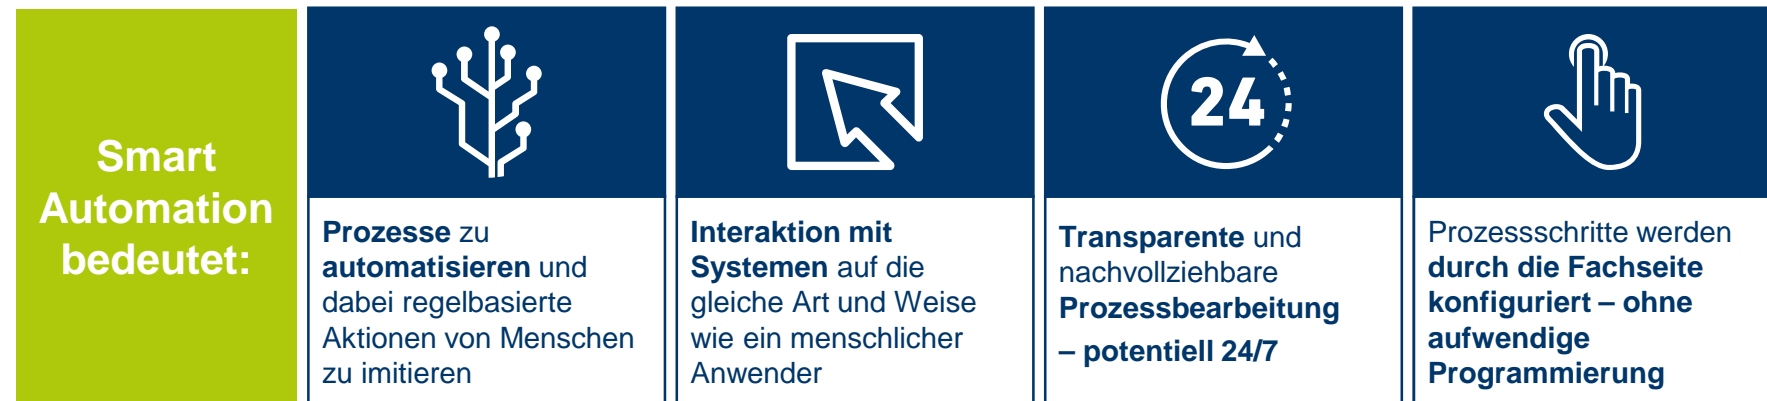 Smart
Automation
bedeutet:
Prozesse zu
automatisieren und
dabei regelbasierte
Aktionen von Menschen
zu imitieren
Interaktion mit
Systemen auf die
gleiche Art und Weise
wie ein menschlicher
Anwender
24
Transparente und
nachvollziehbare
Prozessbearbeitung
– potentiell 24/7
Prozessschritte werden
durch die Fachseite
konfiguriert – ohne
aufwendige
Programmierung